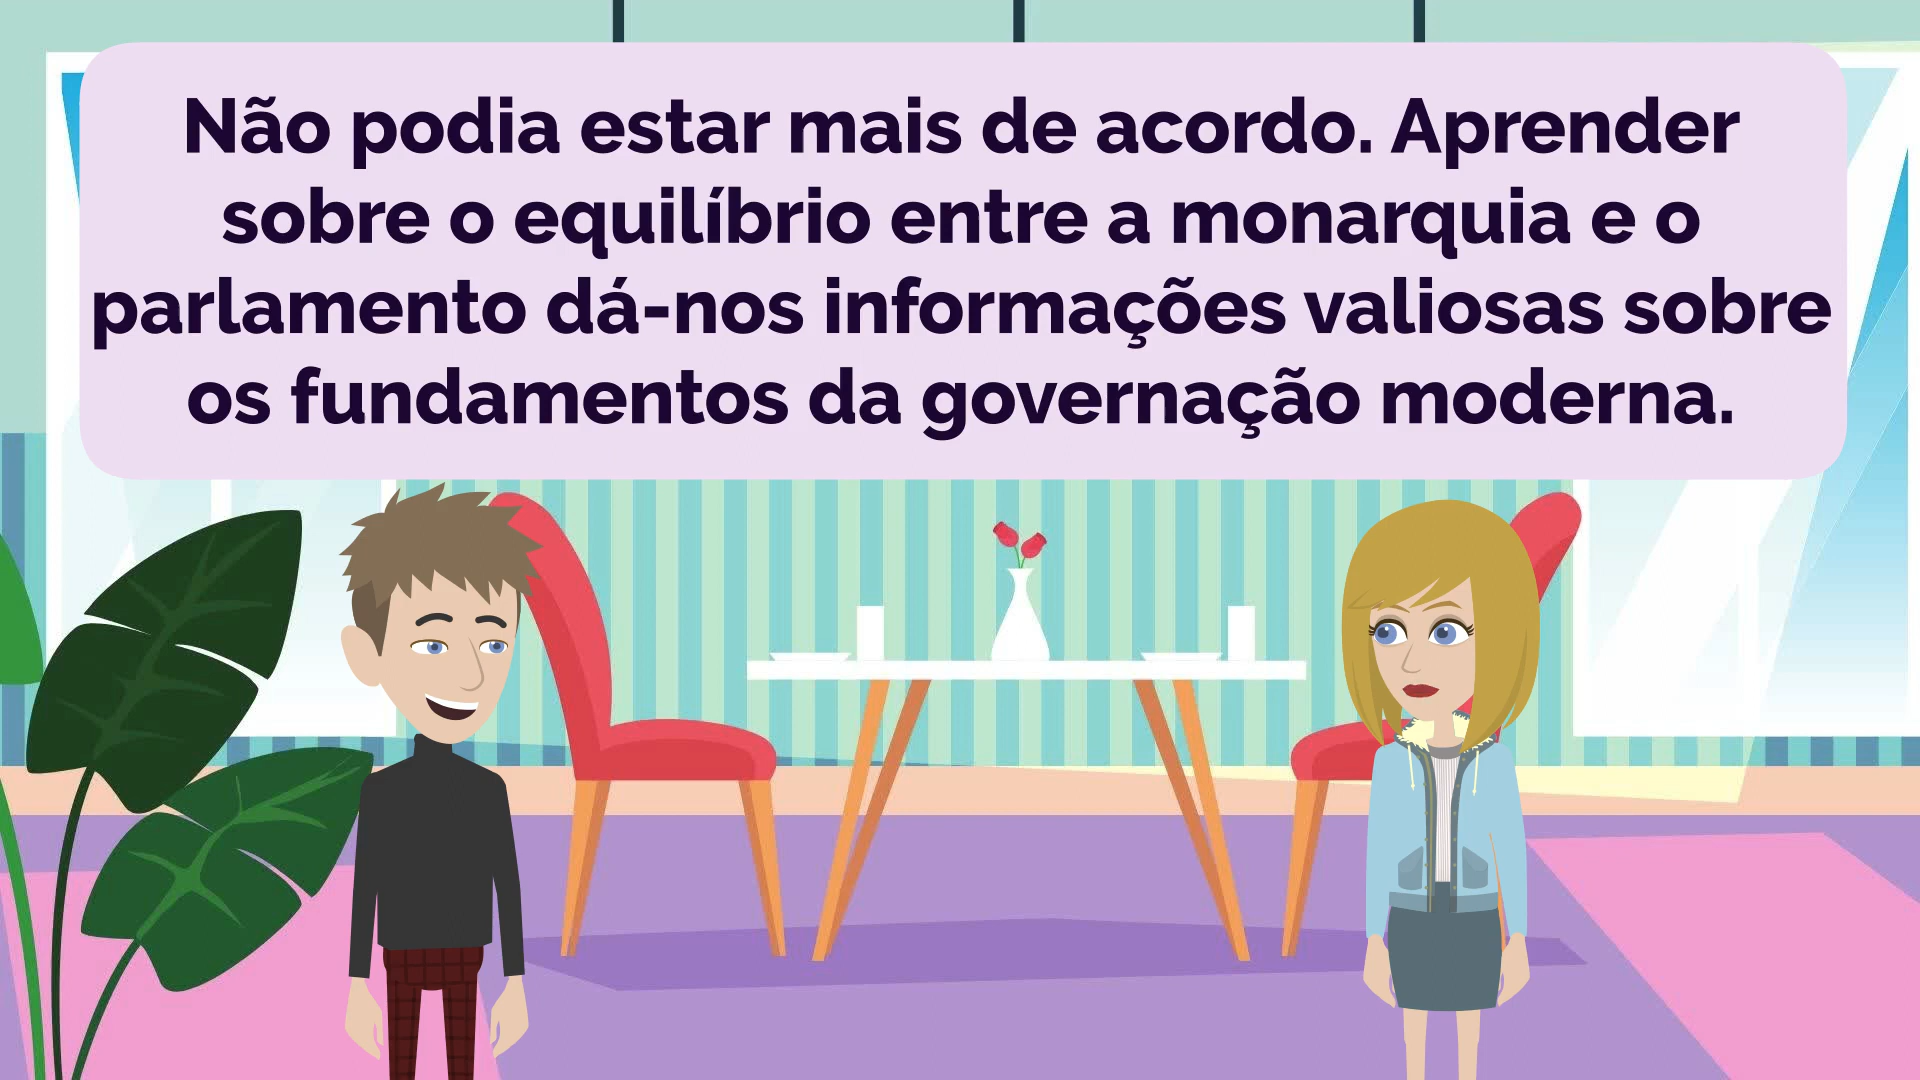 Não podia estar mais de acordo. Aprender
sobre o equilíbrio entre a monarquia e o
parlamento dá-nos informações valiosas sobre
os fundamentos da governação moderna.